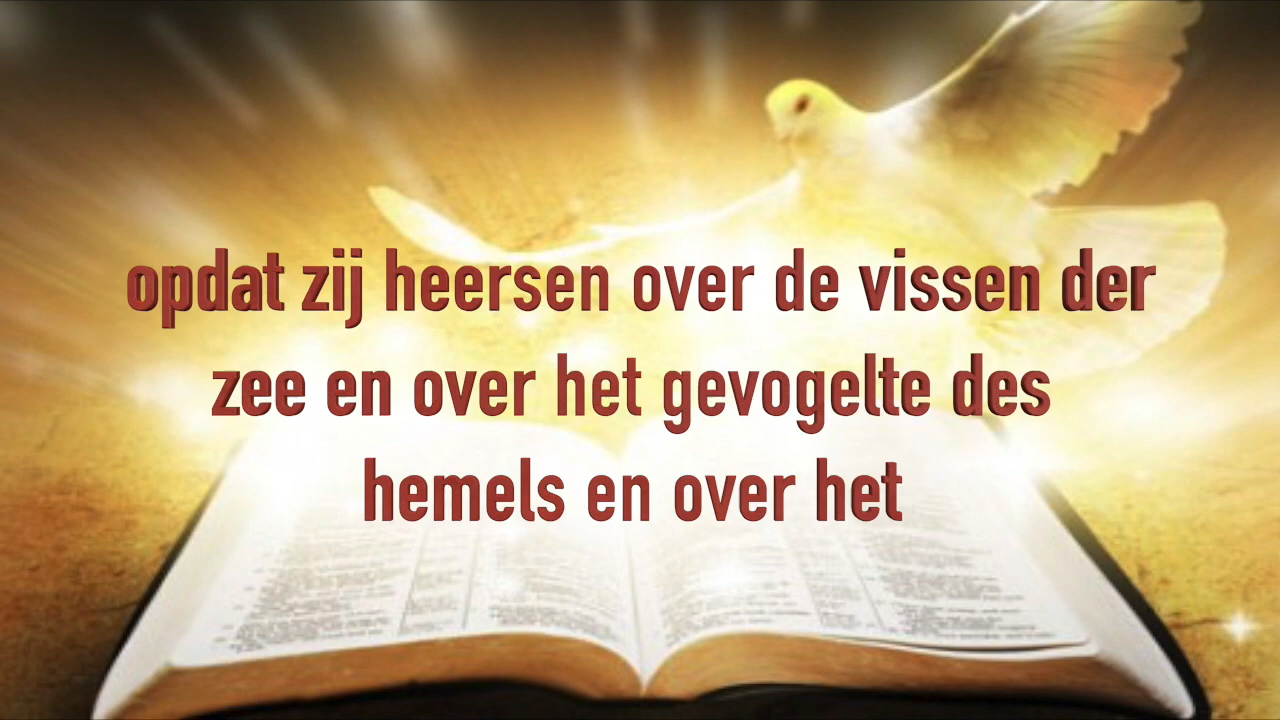 opdat zij heersen over de vissen der
zee en over het gevogelte des
hemels en over het